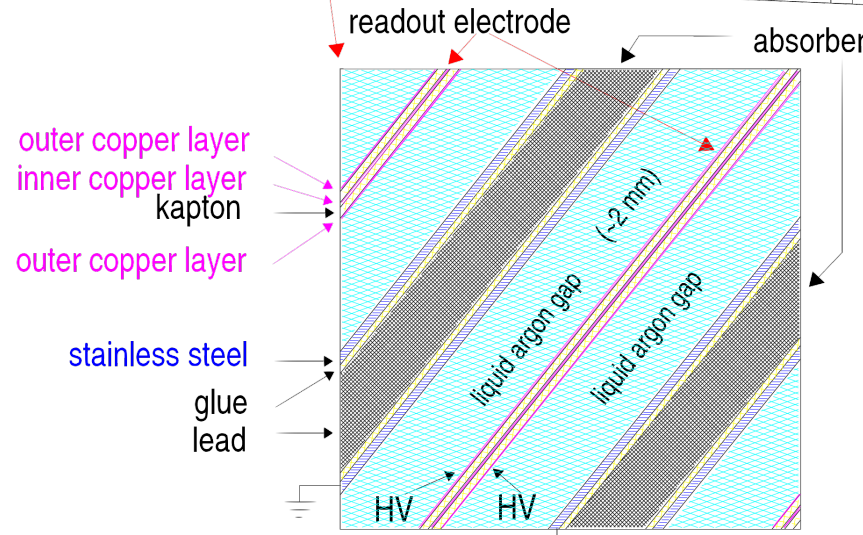 readout electrode
absorber
outer copper layer
inner copper layer
kapton
outer copper layer
(~2 mm)
liquid argon gap
liquid argon gap
stainless steel
glue
lead
HV
HV